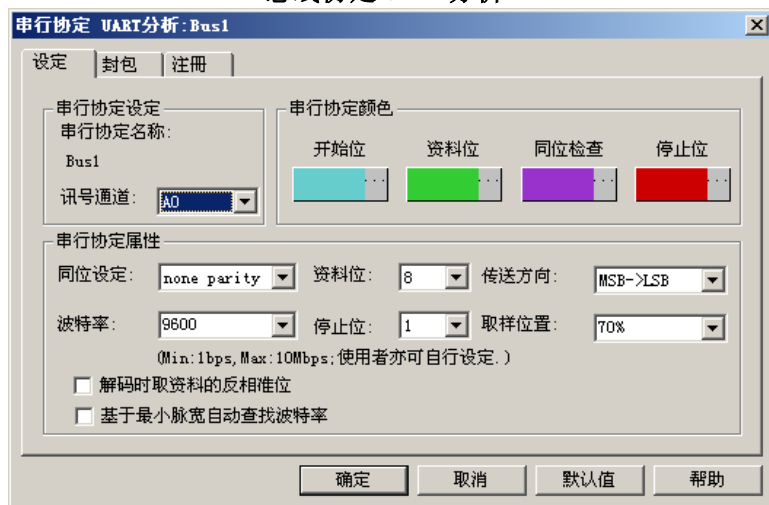 串行协定 UART分析:Bus1
设定 封包 注册
串行协定设定
串行协定名称:
Bus1
讯号通道: A0
串行协定颜色
开始位 资料位 同位检查 停止位
... ... ... ...
串行协定属性
同位设定: none parity 资料位: 8 传送方向: MSB->LSB
波特率: 9600 停止位: 1 取样位置: 70%
(Min:1bps,Max:10Mbps;使用者亦可自行设定.)
解码时取资料的反相准位
基于最小脉宽自动查找波特率
确定 取消 默认值 帮助